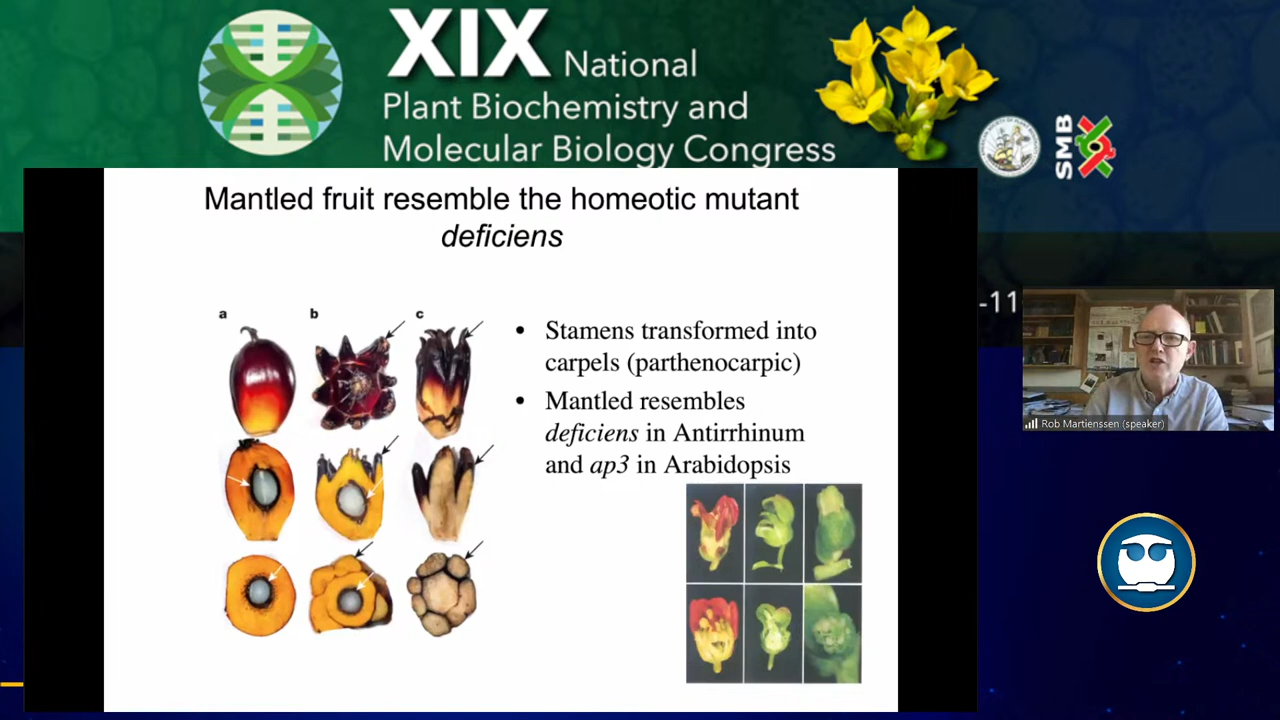 XIX National
Plant Biochemistry and
Molecular Biology Congress
SMB
Mantled fruit resemble the homeotic mutant
deficiens
a b c
• Stamens transformed into
carpels (parthenocarpic)
• Mantled resembles
deficiens in Antirrhinum
and ap3 in Arabidopsis
-11
Rob Martienssen (speaker)